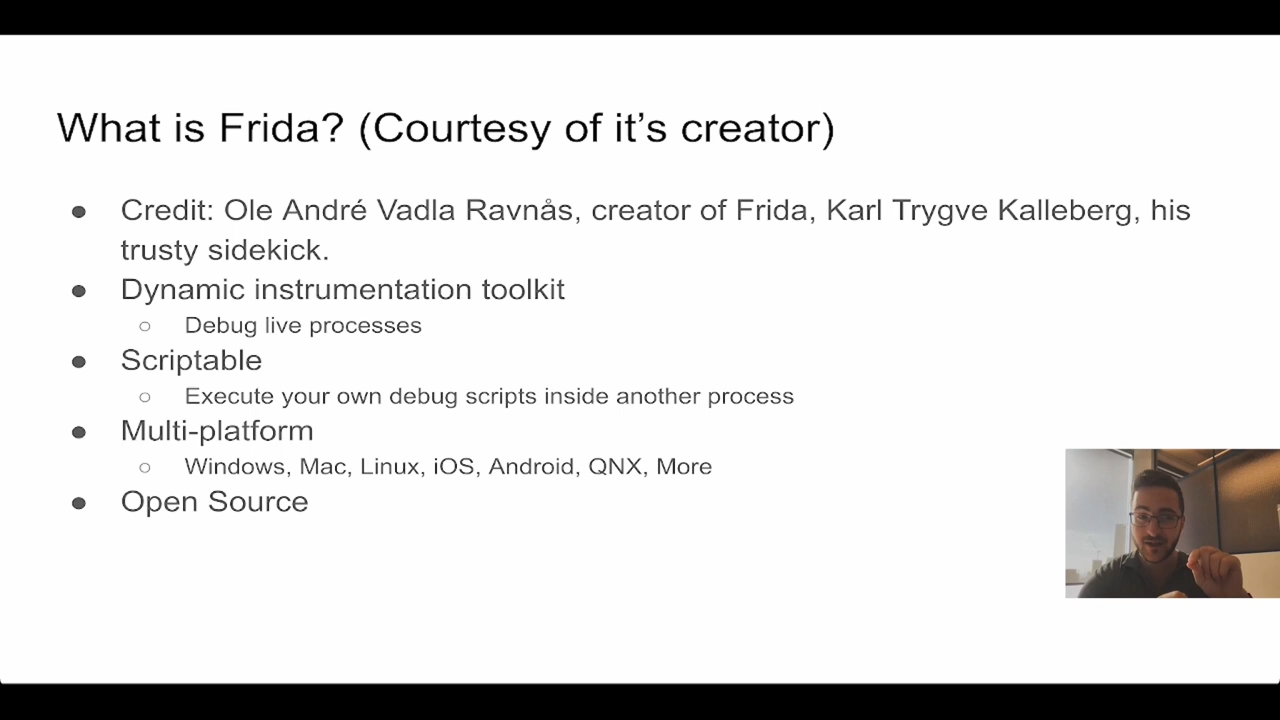 What is Frida? (Courtesy of it's creator)
● Credit: Ole André Vadla Ravnås, creator of Frida, Karl Trygve Kalleberg, his
trusty sidekick.
● Dynamic instrumentation toolkit
○ Debug live processes
● Scriptable
○ Execute your own debug scripts inside another process
● Multi-platform
○ Windows, Mac, Linux, iOS, Android, QNX, More
● Open Source